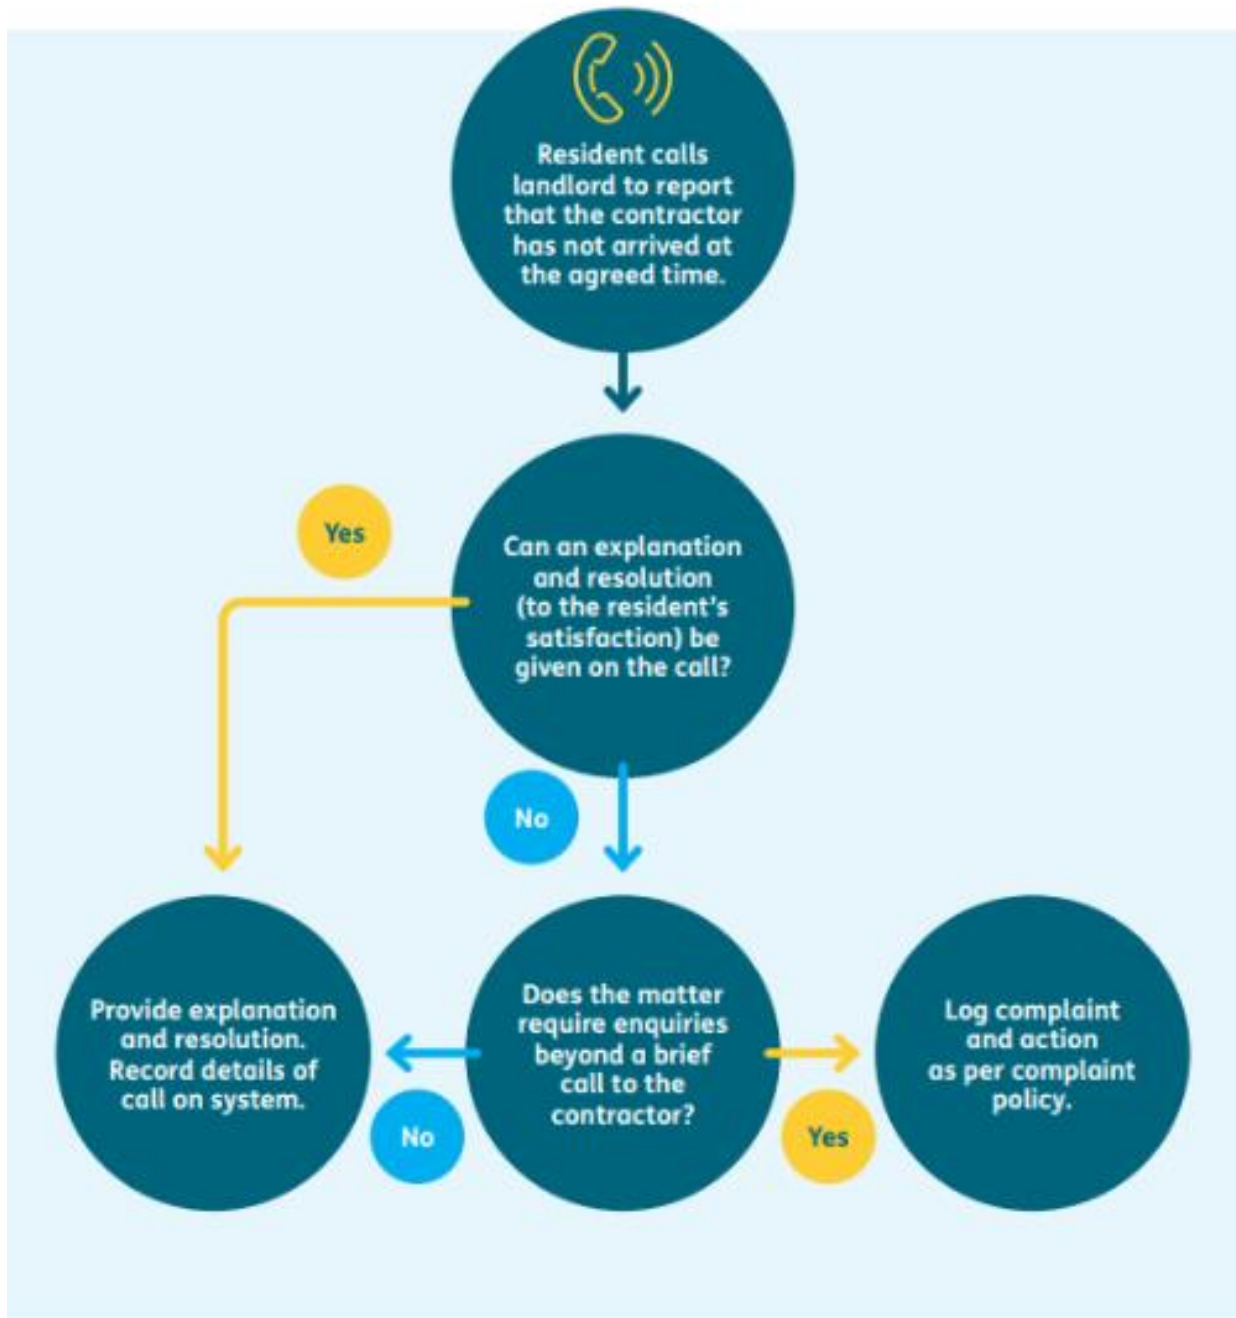 Resident calls
landlord to report
that the contractor
has not arrived at
the agreed time.
Yes
Can an explanation
and resolution
(to the resident's
satisfaction) be
given on the call?
No
Provide explanation
and resolution.
Record details of
call on system.
No
Does the matter
require enquiries
beyond a brief
call to the
contractor?
Yes
Log complaint
and action
as per complaint
policy.